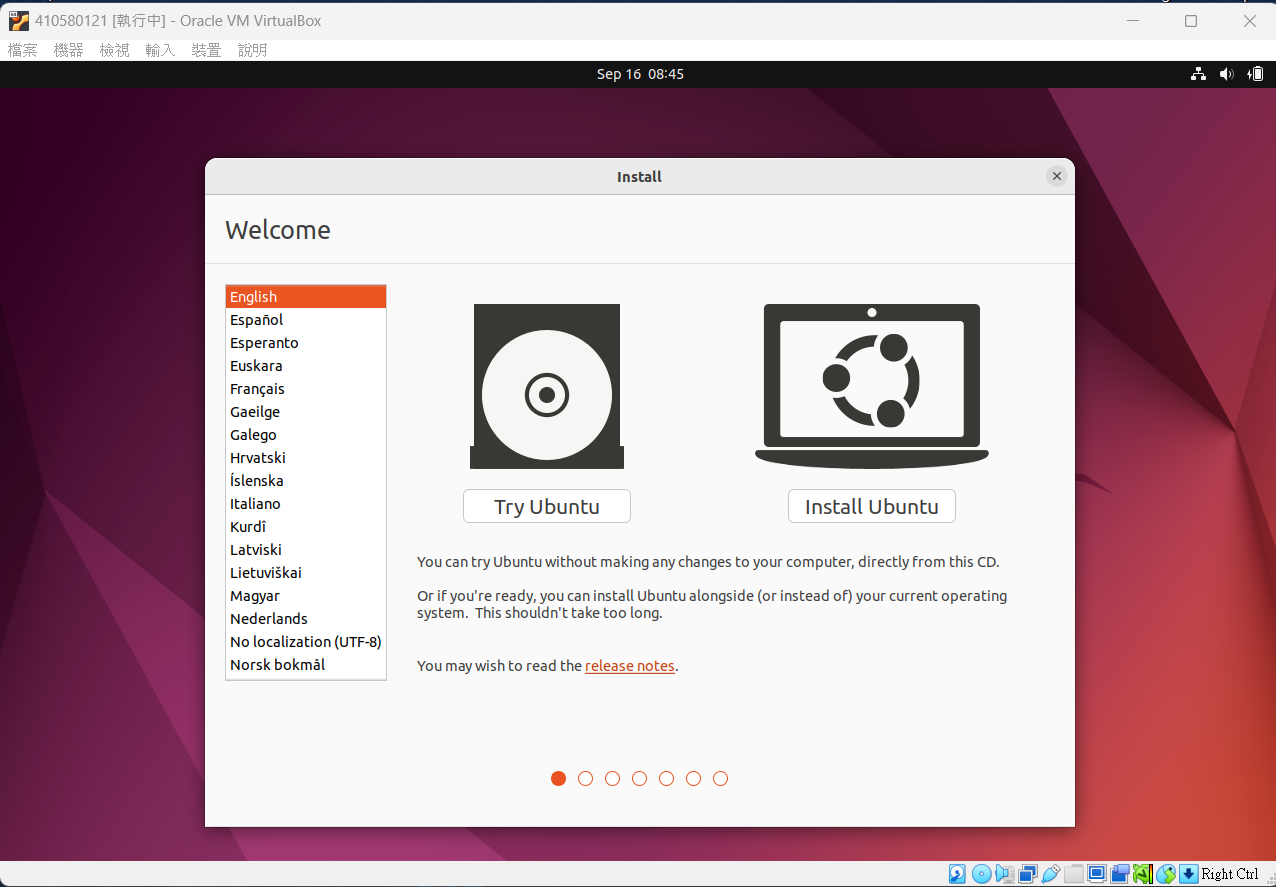 410580121 [執行中] - Oracle VM VirtualBox
檔案 機器 檢視 輸入 裝置 說明
Sep 16 08:45
Install
Welcome
English
Español
Esperanto
Euskara
Français
Gaeilge
Galego
Hrvatski
Íslenska
Italiano
Kurdî
Latviski
Lietuviškai
Magyar
Nederlands
No localization (UTF-8)
Norsk bokmål
Try Ubuntu
Install Ubuntu
You can try Ubuntu without making any changes to your computer, directly from this CD.
Or if you're ready, you can install Ubuntu alongside (or instead of) your current operating
system. This shouldn't take too long.
You may wish to read the release notes.
Right Ctrl